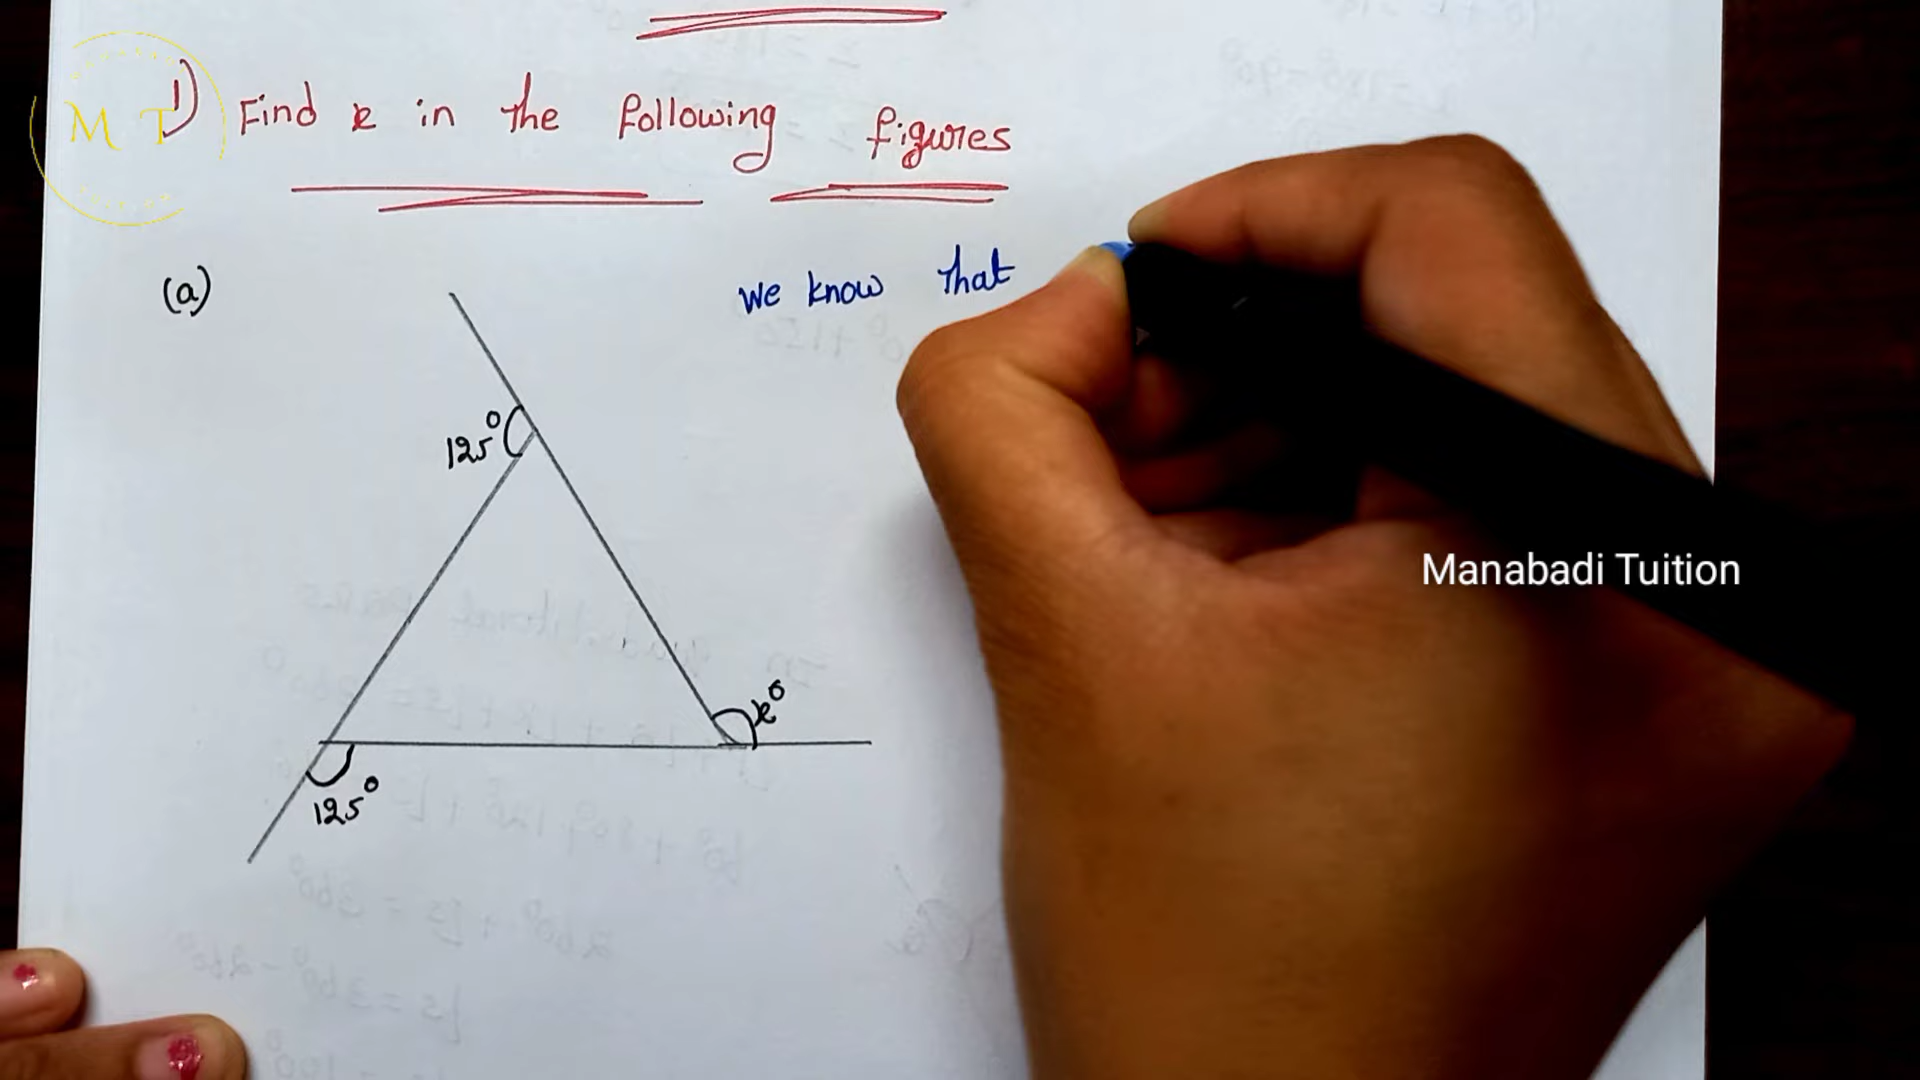 M T
1) Find x in the following figures
(a)
we know that
125°
x°
125°
Manabadi Tuition